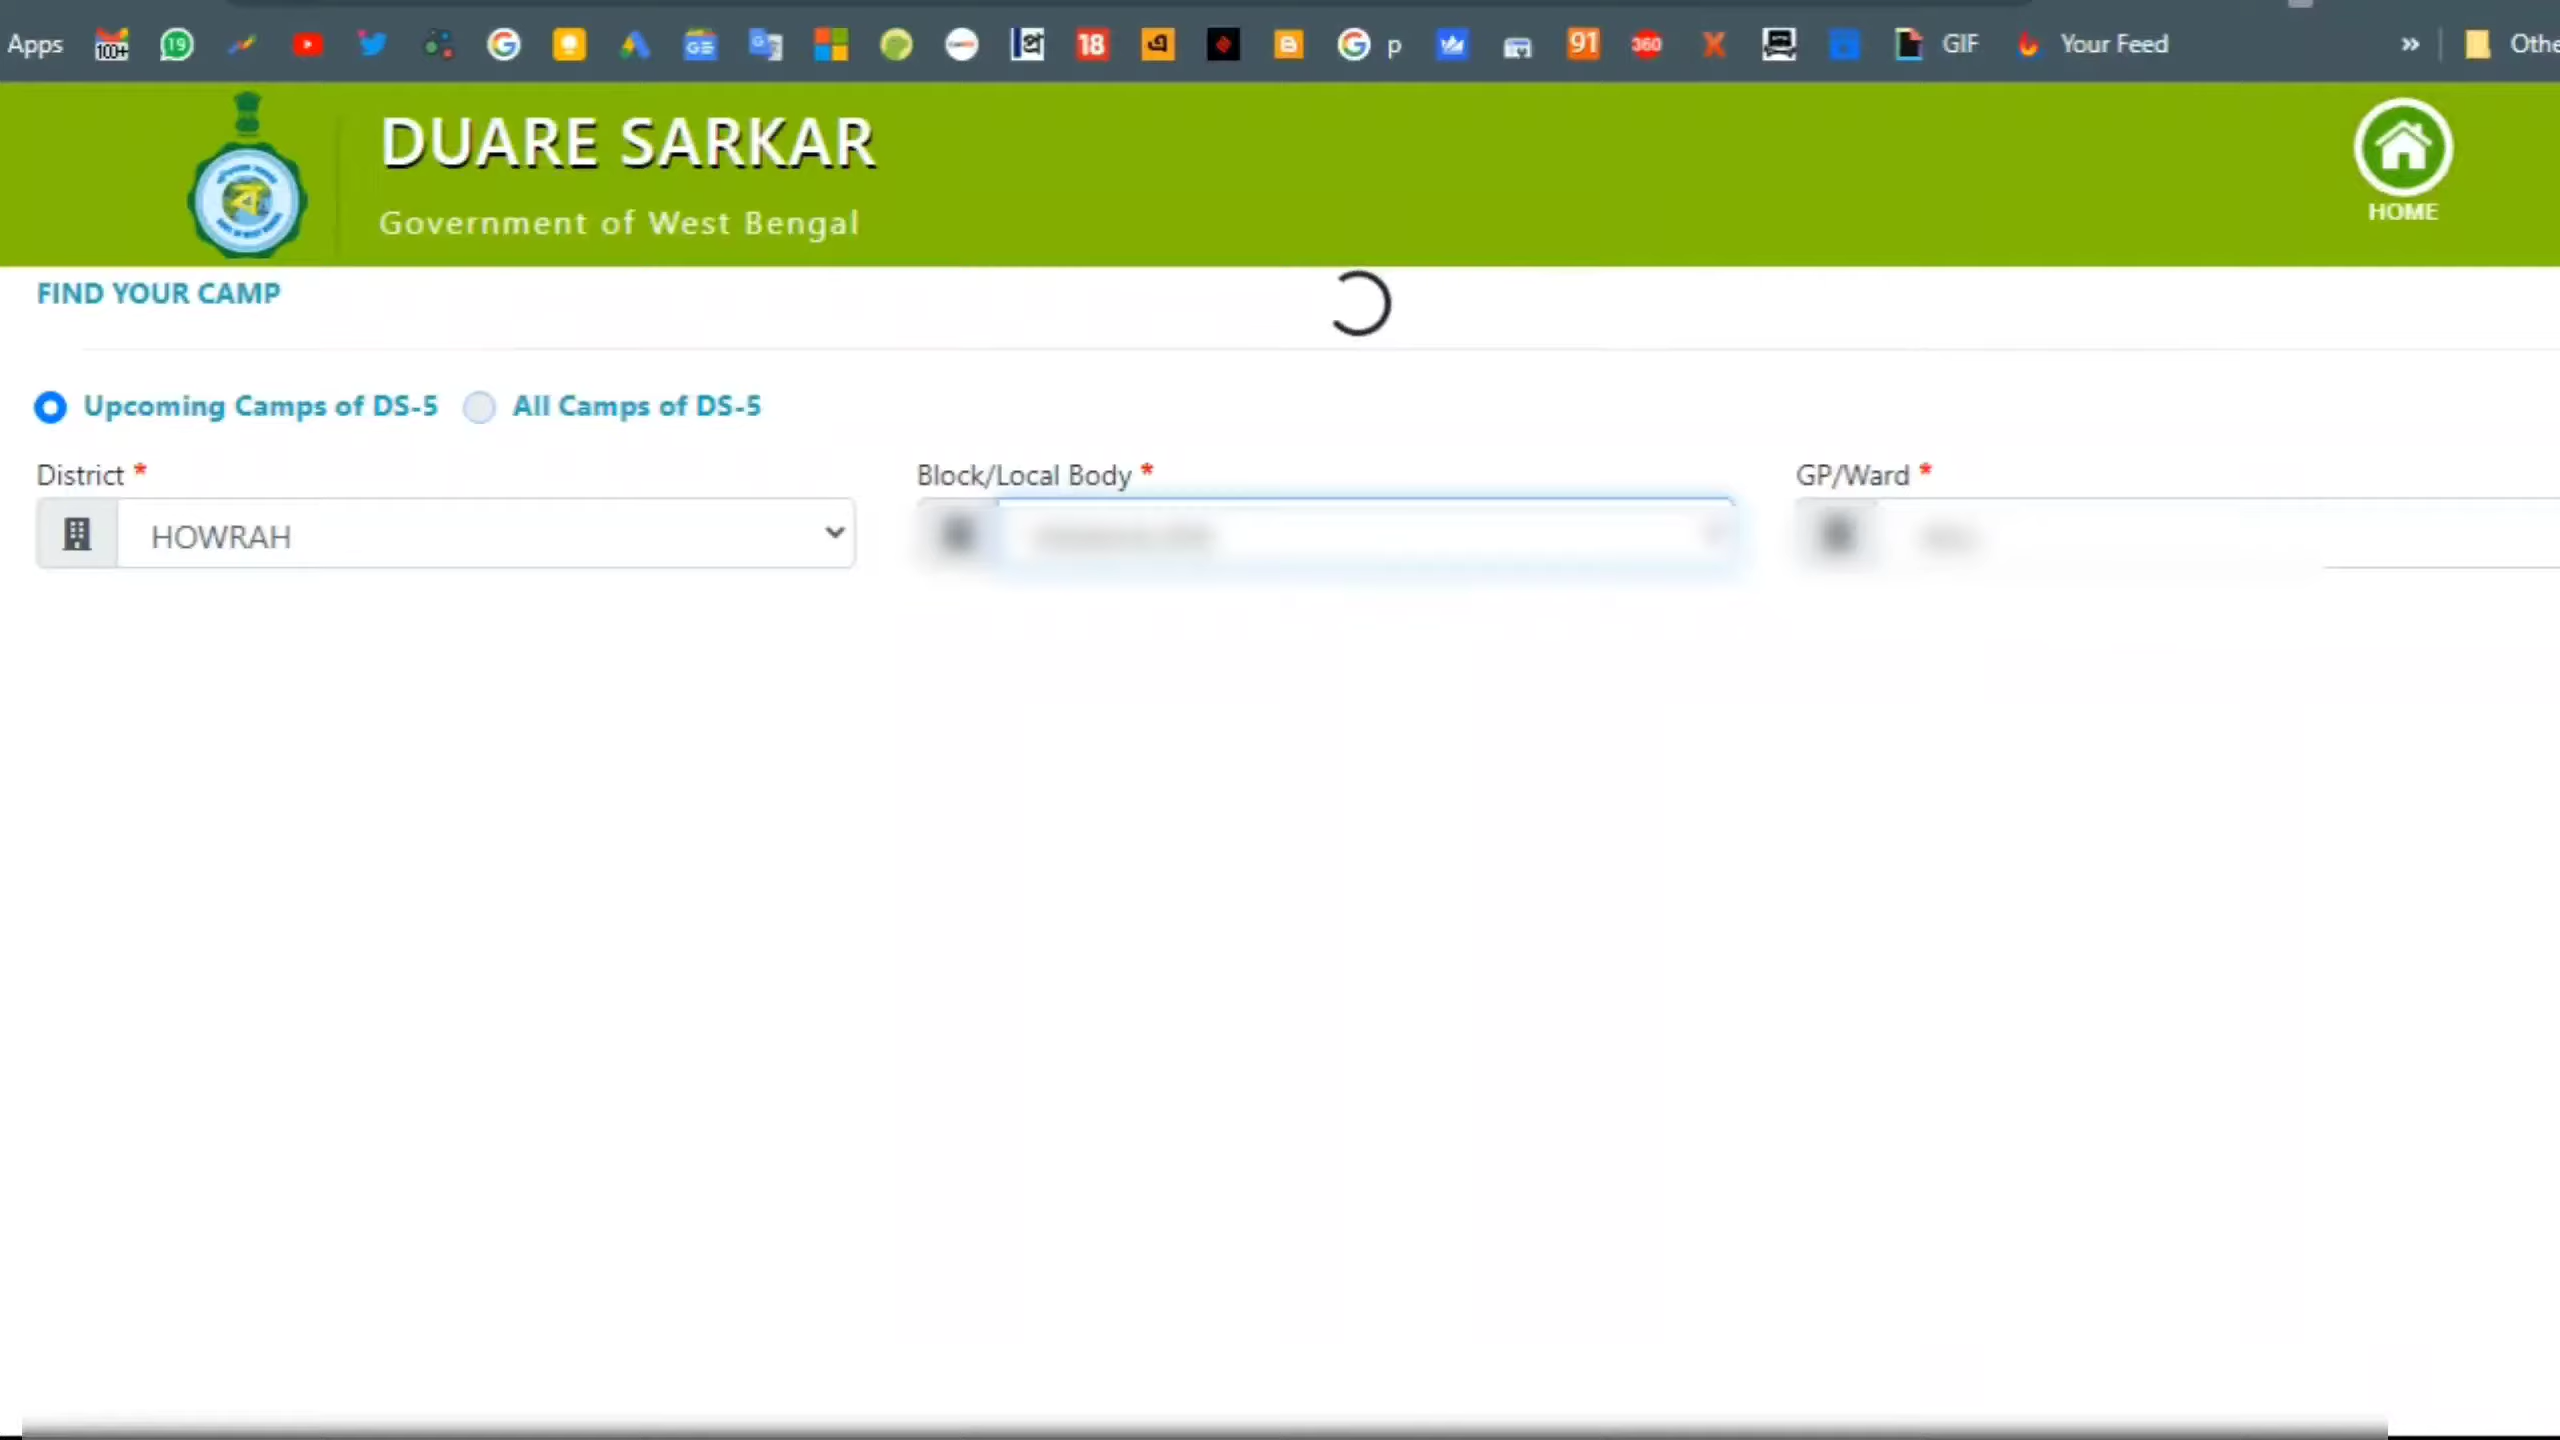 Apps 100+ 19 18 G p 91 360 X GIF Your Feed » Othe
DUARE SARKAR
Government of West Bengal
HOME
FIND YOUR CAMP
Upcoming Camps of DS-5 All Camps of DS-5
District * Block/Local Body * GP/Ward *
HOWRAH